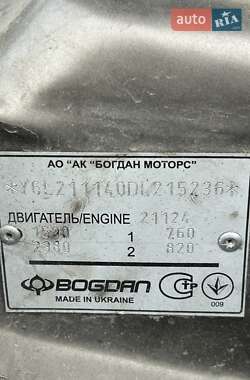 AUTO
RIA
АО "АК "БОГДАН МОТОРС"
*Y6L211140DL215236*
ДВИГАТЕЛЬ/ENGINE 21124
1 760
2 820
BOGDAN
MADE IN UKRAINE
009